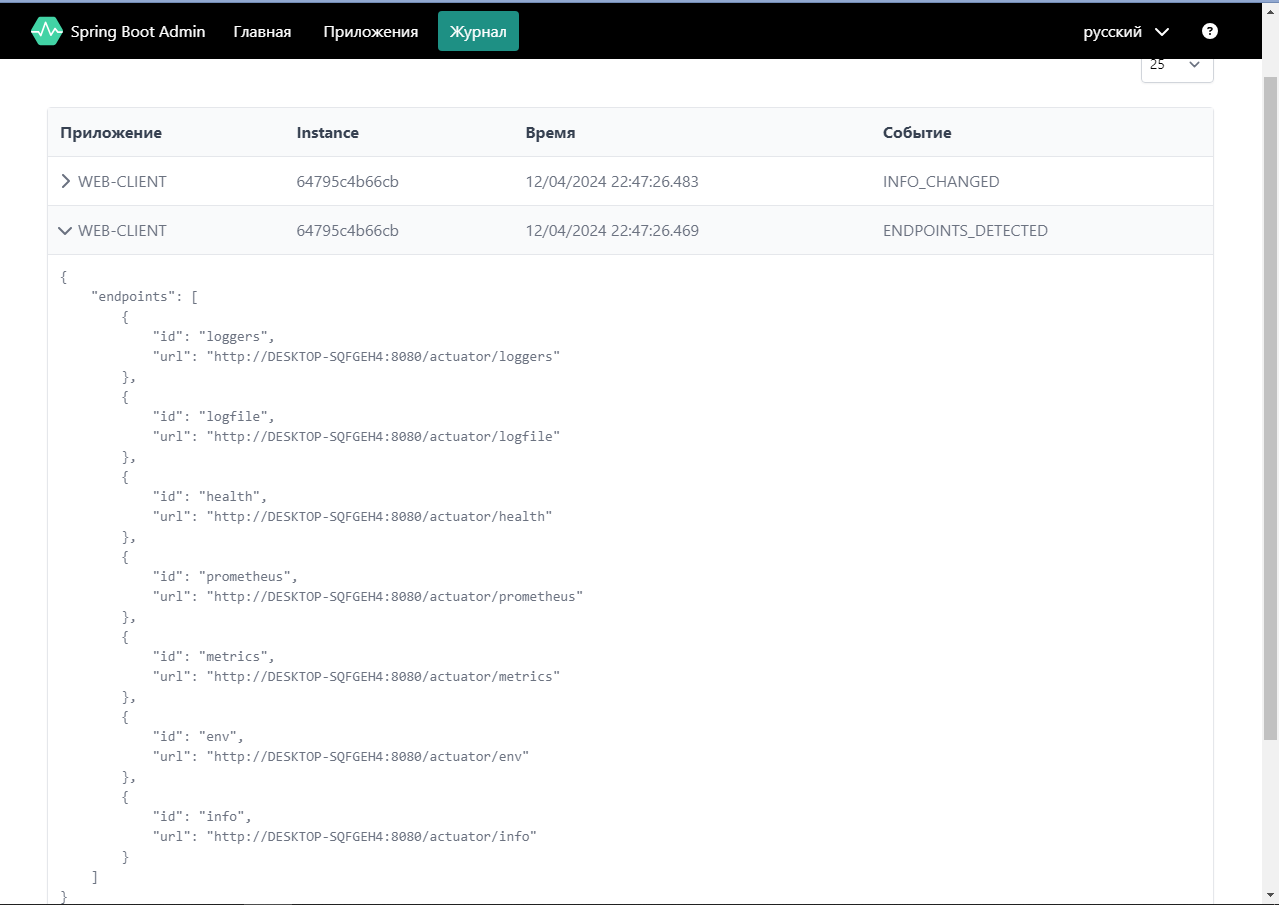 Spring Boot Admin Главная Приложения Журнал русский ?
25
Приложение Instance Время Событие
WEB-CLIENT 64795c4b66cb 12/04/2024 22:47:26.483 INFO_CHANGED
WEB-CLIENT 64795c4b66cb 12/04/2024 22:47:26.469 ENDPOINTS_DETECTED
{
    "endpoints": [
        {
            "id": "loggers",
            "url": "http://DESKTOP-SQFGEH4:8080/actuator/loggers"
        },
        {
            "id": "logfile",
            "url": "http://DESKTOP-SQFGEH4:8080/actuator/logfile"
        },
        {
            "id": "health",
            "url": "http://DESKTOP-SQFGEH4:8080/actuator/health"
        },
        {
            "id": "prometheus",
            "url": "http://DESKTOP-SQFGEH4:8080/actuator/prometheus"
        },
        {
            "id": "metrics",
            "url": "http://DESKTOP-SQFGEH4:8080/actuator/metrics"
        },
        {
            "id": "env",
            "url": "http://DESKTOP-SQFGEH4:8080/actuator/env"
        },
        {
            "id": "info",
            "url": "http://DESKTOP-SQFGEH4:8080/actuator/info"
        }
    ]
}